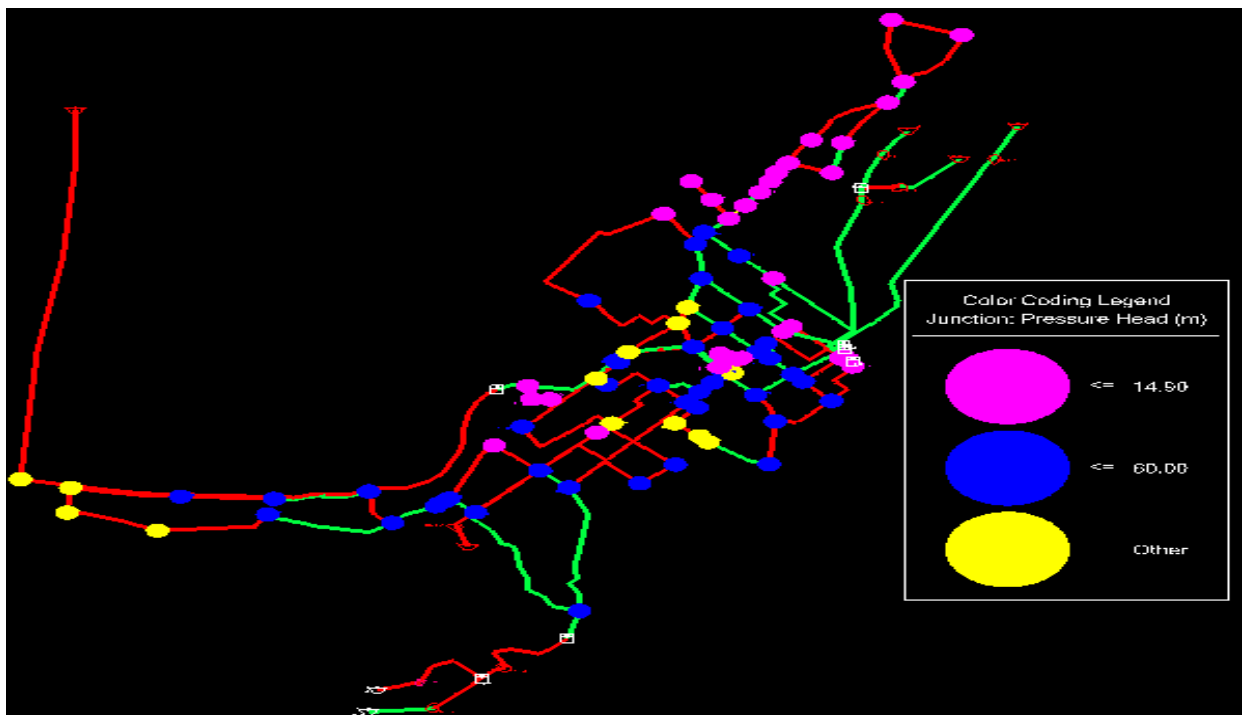 Color Coding Legend
Junction: Pressure Head (m)
<= 14.90
<= 60.00
Other